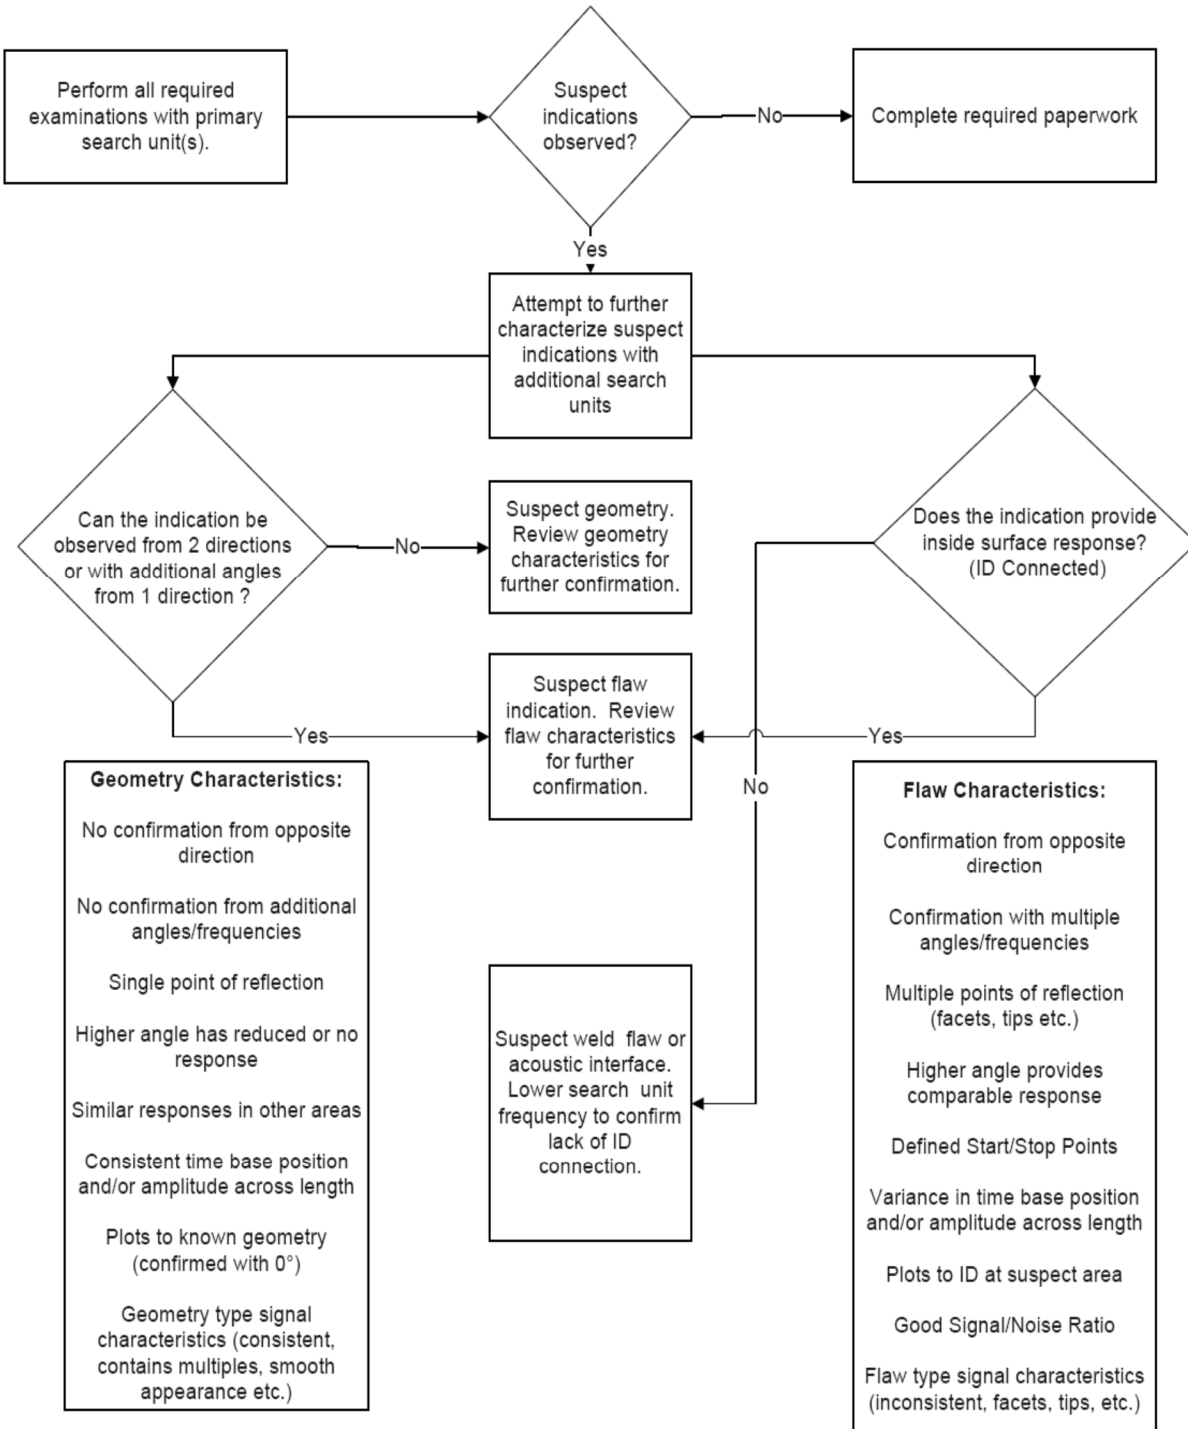 Perform all required
examinations with primary
search unit(s).
Suspect
indications
observed?
No
Complete required paperwork
Yes
Attempt to further
characterize suspect
indications with
additional search
units
Can the indication be
observed from 2 directions
or with additional angles
from 1 direction ?
No
Suspect geometry.
Review geometry
characteristics for
further confirmation.
Does the indication provide
inside surface response?
(ID Connected)
Suspect flaw
indication. Review
flaw characteristics
for further
confirmation.
Yes
Yes
No
Geometry Characteristics:
No confirmation from opposite
direction
No confirmation from additional
angles/frequencies
Single point of reflection
Higher angle has reduced or no
response
Similar responses in other areas
Consistent time base position
and/or amplitude across length
Plots to known geometry
(confirmed with 0°)
Geometry type signal
characteristics (consistent,
contains multiples, smooth
appearance etc.)
Suspect weld flaw or
acoustic interface.
Lower search unit
frequency to confirm
lack of ID
connection.
Flaw Characteristics:
Confirmation from opposite
direction
Confirmation with multiple
angles/frequencies
Multiple points of reflection
(facets, tips etc.)
Higher angle provides
comparable response
Defined Start/Stop Points
Variance in time base position
and/or amplitude across length
Plots to ID at suspect area
Good Signal/Noise Ratio
Flaw type signal characteristics
(inconsistent, facets, tips, etc.)